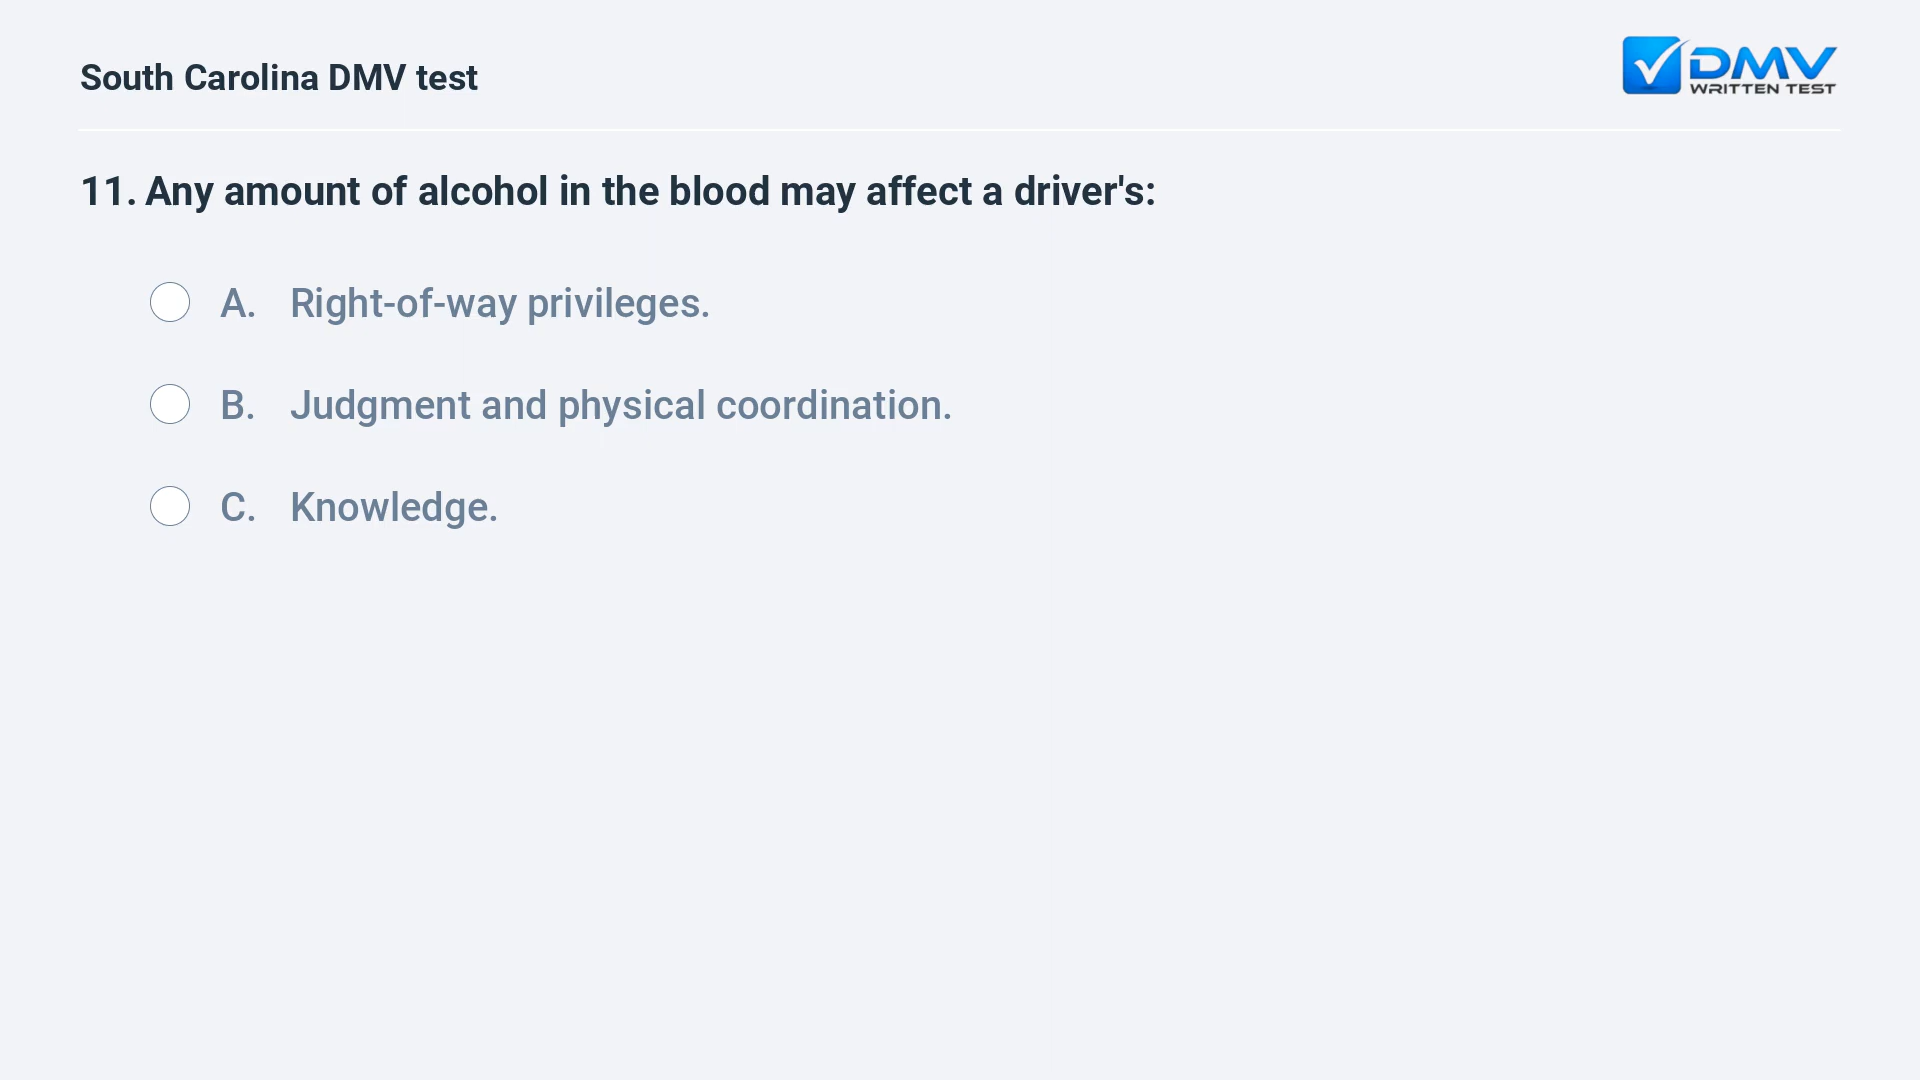 South Carolina DMV test
DMV
WRITTEN TEST
11. Any amount of alcohol in the blood may affect a driver's:
A. Right-of-way privileges.
B. Judgment and physical coordination.
C. Knowledge.